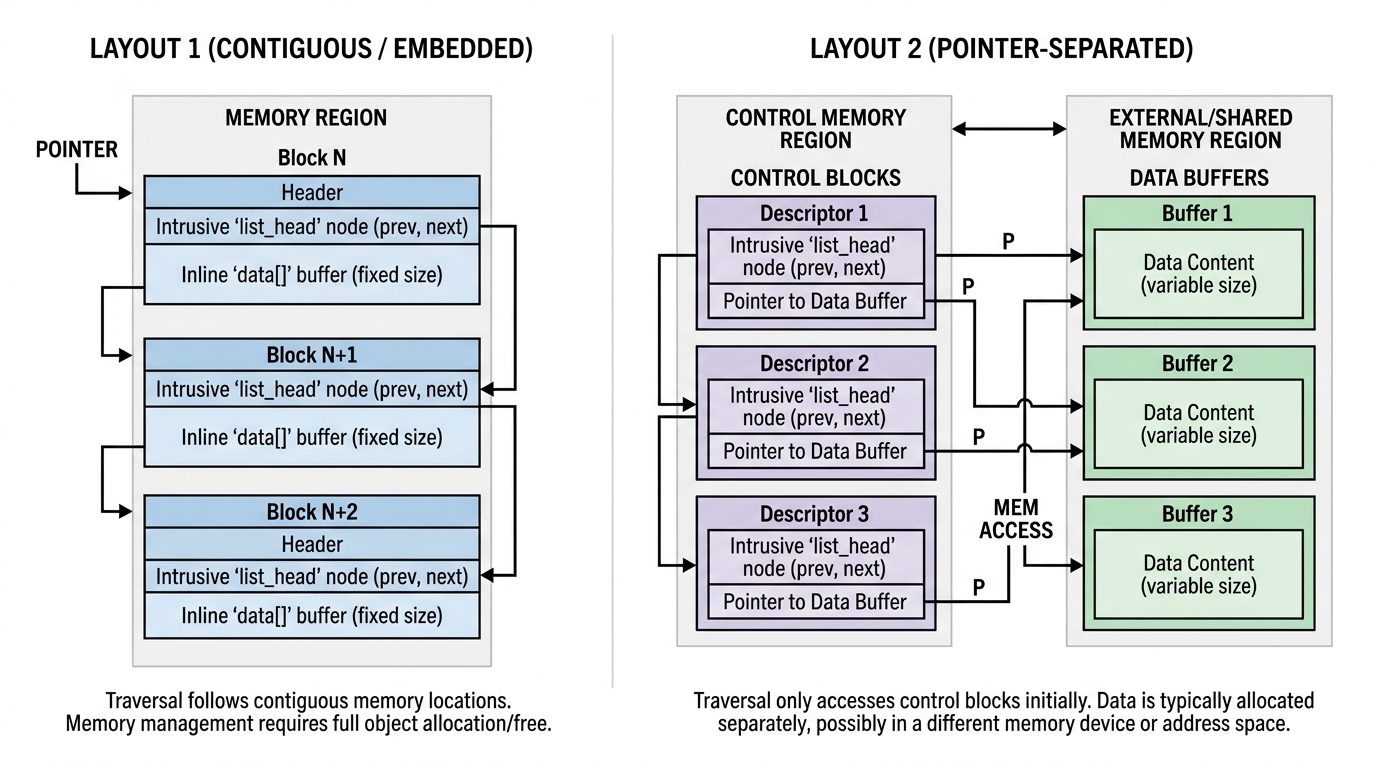 LAYOUT 1 (CONTIGUOUS / EMBEDDED)
MEMORY REGION
POINTER
Block N
Header
Intrusive ‘list_head’ node (prev, next)
Inline ‘data[]’ buffer (fixed size)
Block N+1
Intrusive ‘list_head’ node (prev, next)
Inline ‘data[]’ buffer (fixed size)
Block N+2
Header
Intrusive ‘list_head’ node (prev, next)
Inline ‘data[]’ buffer (fixed size)
Traversal follows contiguous memory locations.
Memory management requires full object allocation/free.
LAYOUT 2 (POINTER-SEPARATED)
CONTROL MEMORY
REGION
CONTROL BLOCKS
Descriptor 1
Intrusive ‘list_head’
node (prev, next)
Pointer to Data Buffer
Descriptor 2
Intrusive ‘list_head’
node (prev, next)
Pointer to Data Buffer
Descriptor 3
Intrusive ‘list_head’
node (prev, next)
Pointer to Data Buffer
P
P
P
MEM
ACCESS
P
EXTERNAL/SHARED
MEMORY REGION
DATA BUFFERS
Buffer 1
Data Content
(variable size)
Buffer 2
Data Content
(variable size)
Buffer 3
Data Content
(variable size)
Traversal only accesses control blocks initially. Data is typically allocated
separately, possibly in a different memory device or address space.